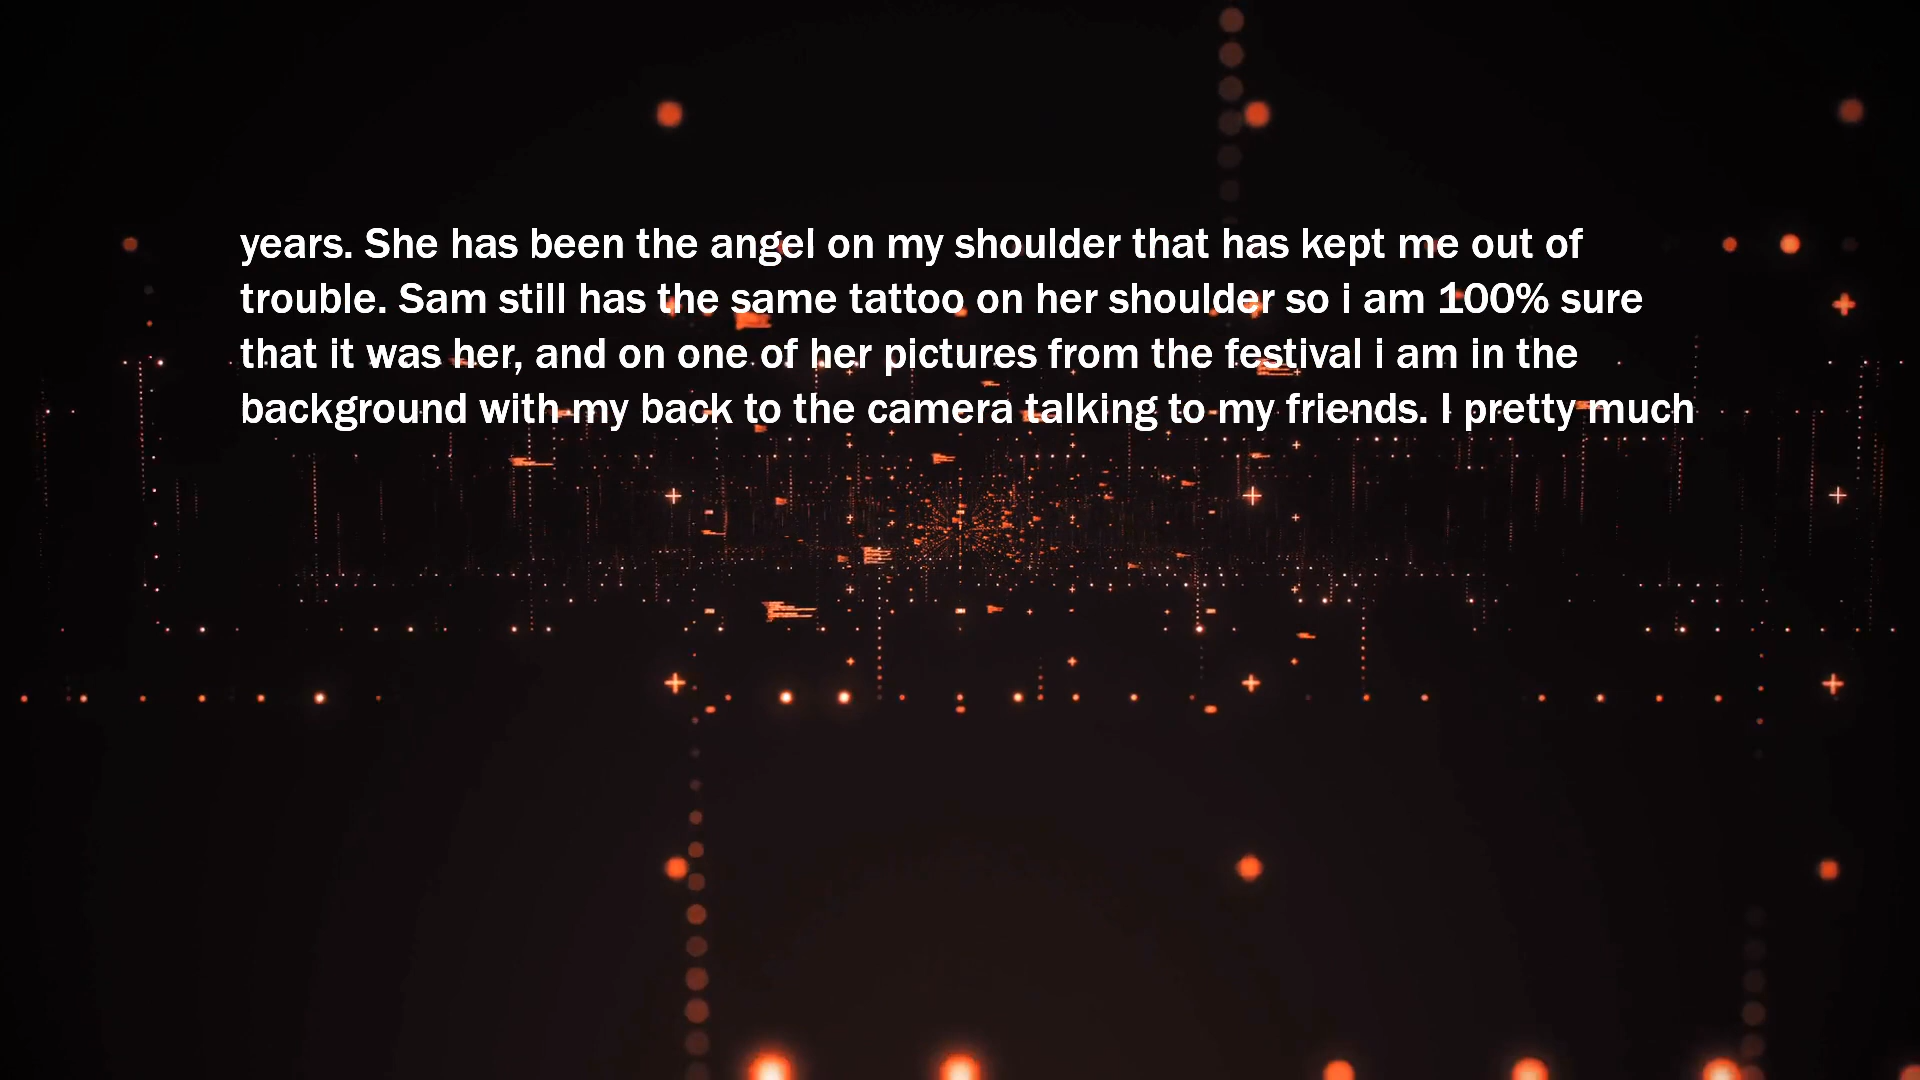 years. She has been the angel on my shoulder that has kept me out of
trouble. Sam still has the same tattoo on her shoulder so i am 100% sure
that it was her, and on one of her pictures from the festival i am in the
background with my back to the camera talking to my friends. I pretty much